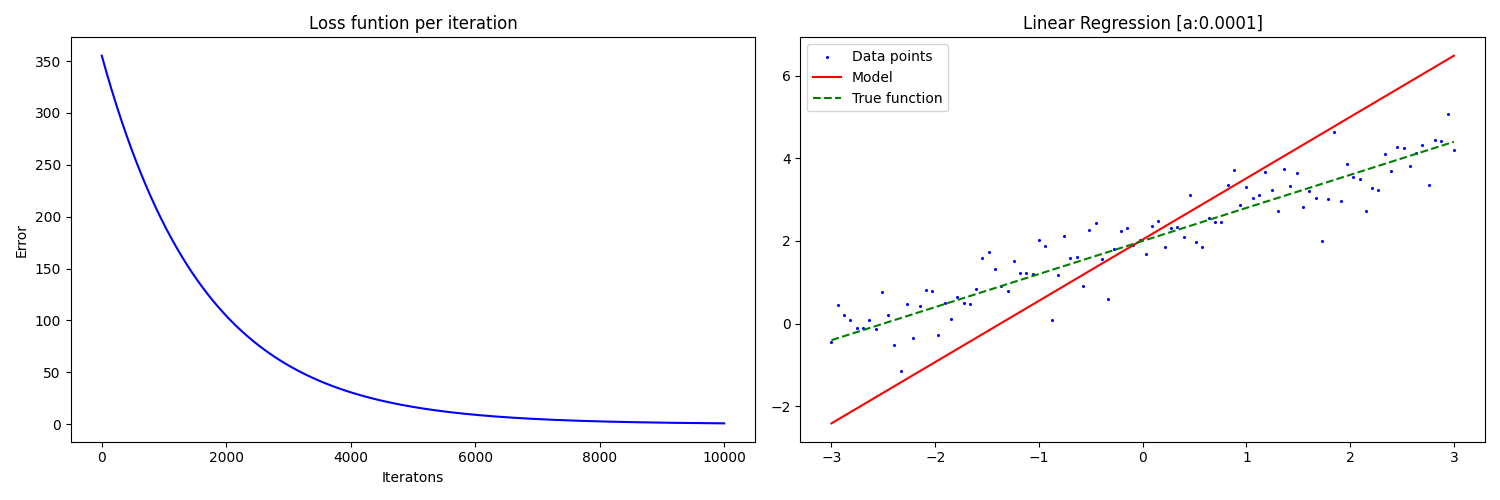 Loss funtion per iteration
350
300
250
200
150
100
50
0
Error
0 2000 4000 6000 8000 10000
Iteratons
Linear Regression [a:0.0001]
Data points
Model
True function
6
4
2
0
−2
−3 −2 −1 0 1 2 3